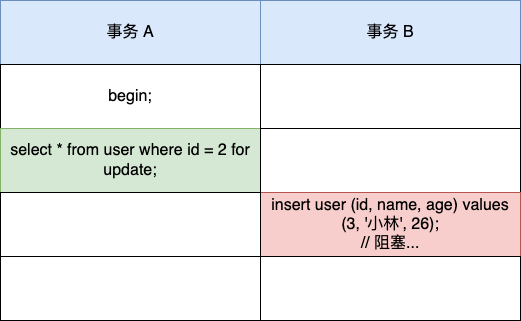 事务 A
事务 B
begin;
select * from user where id = 2 for
update;
insert user (id, name, age) values
(3, '小林', 26);
// 阻塞...